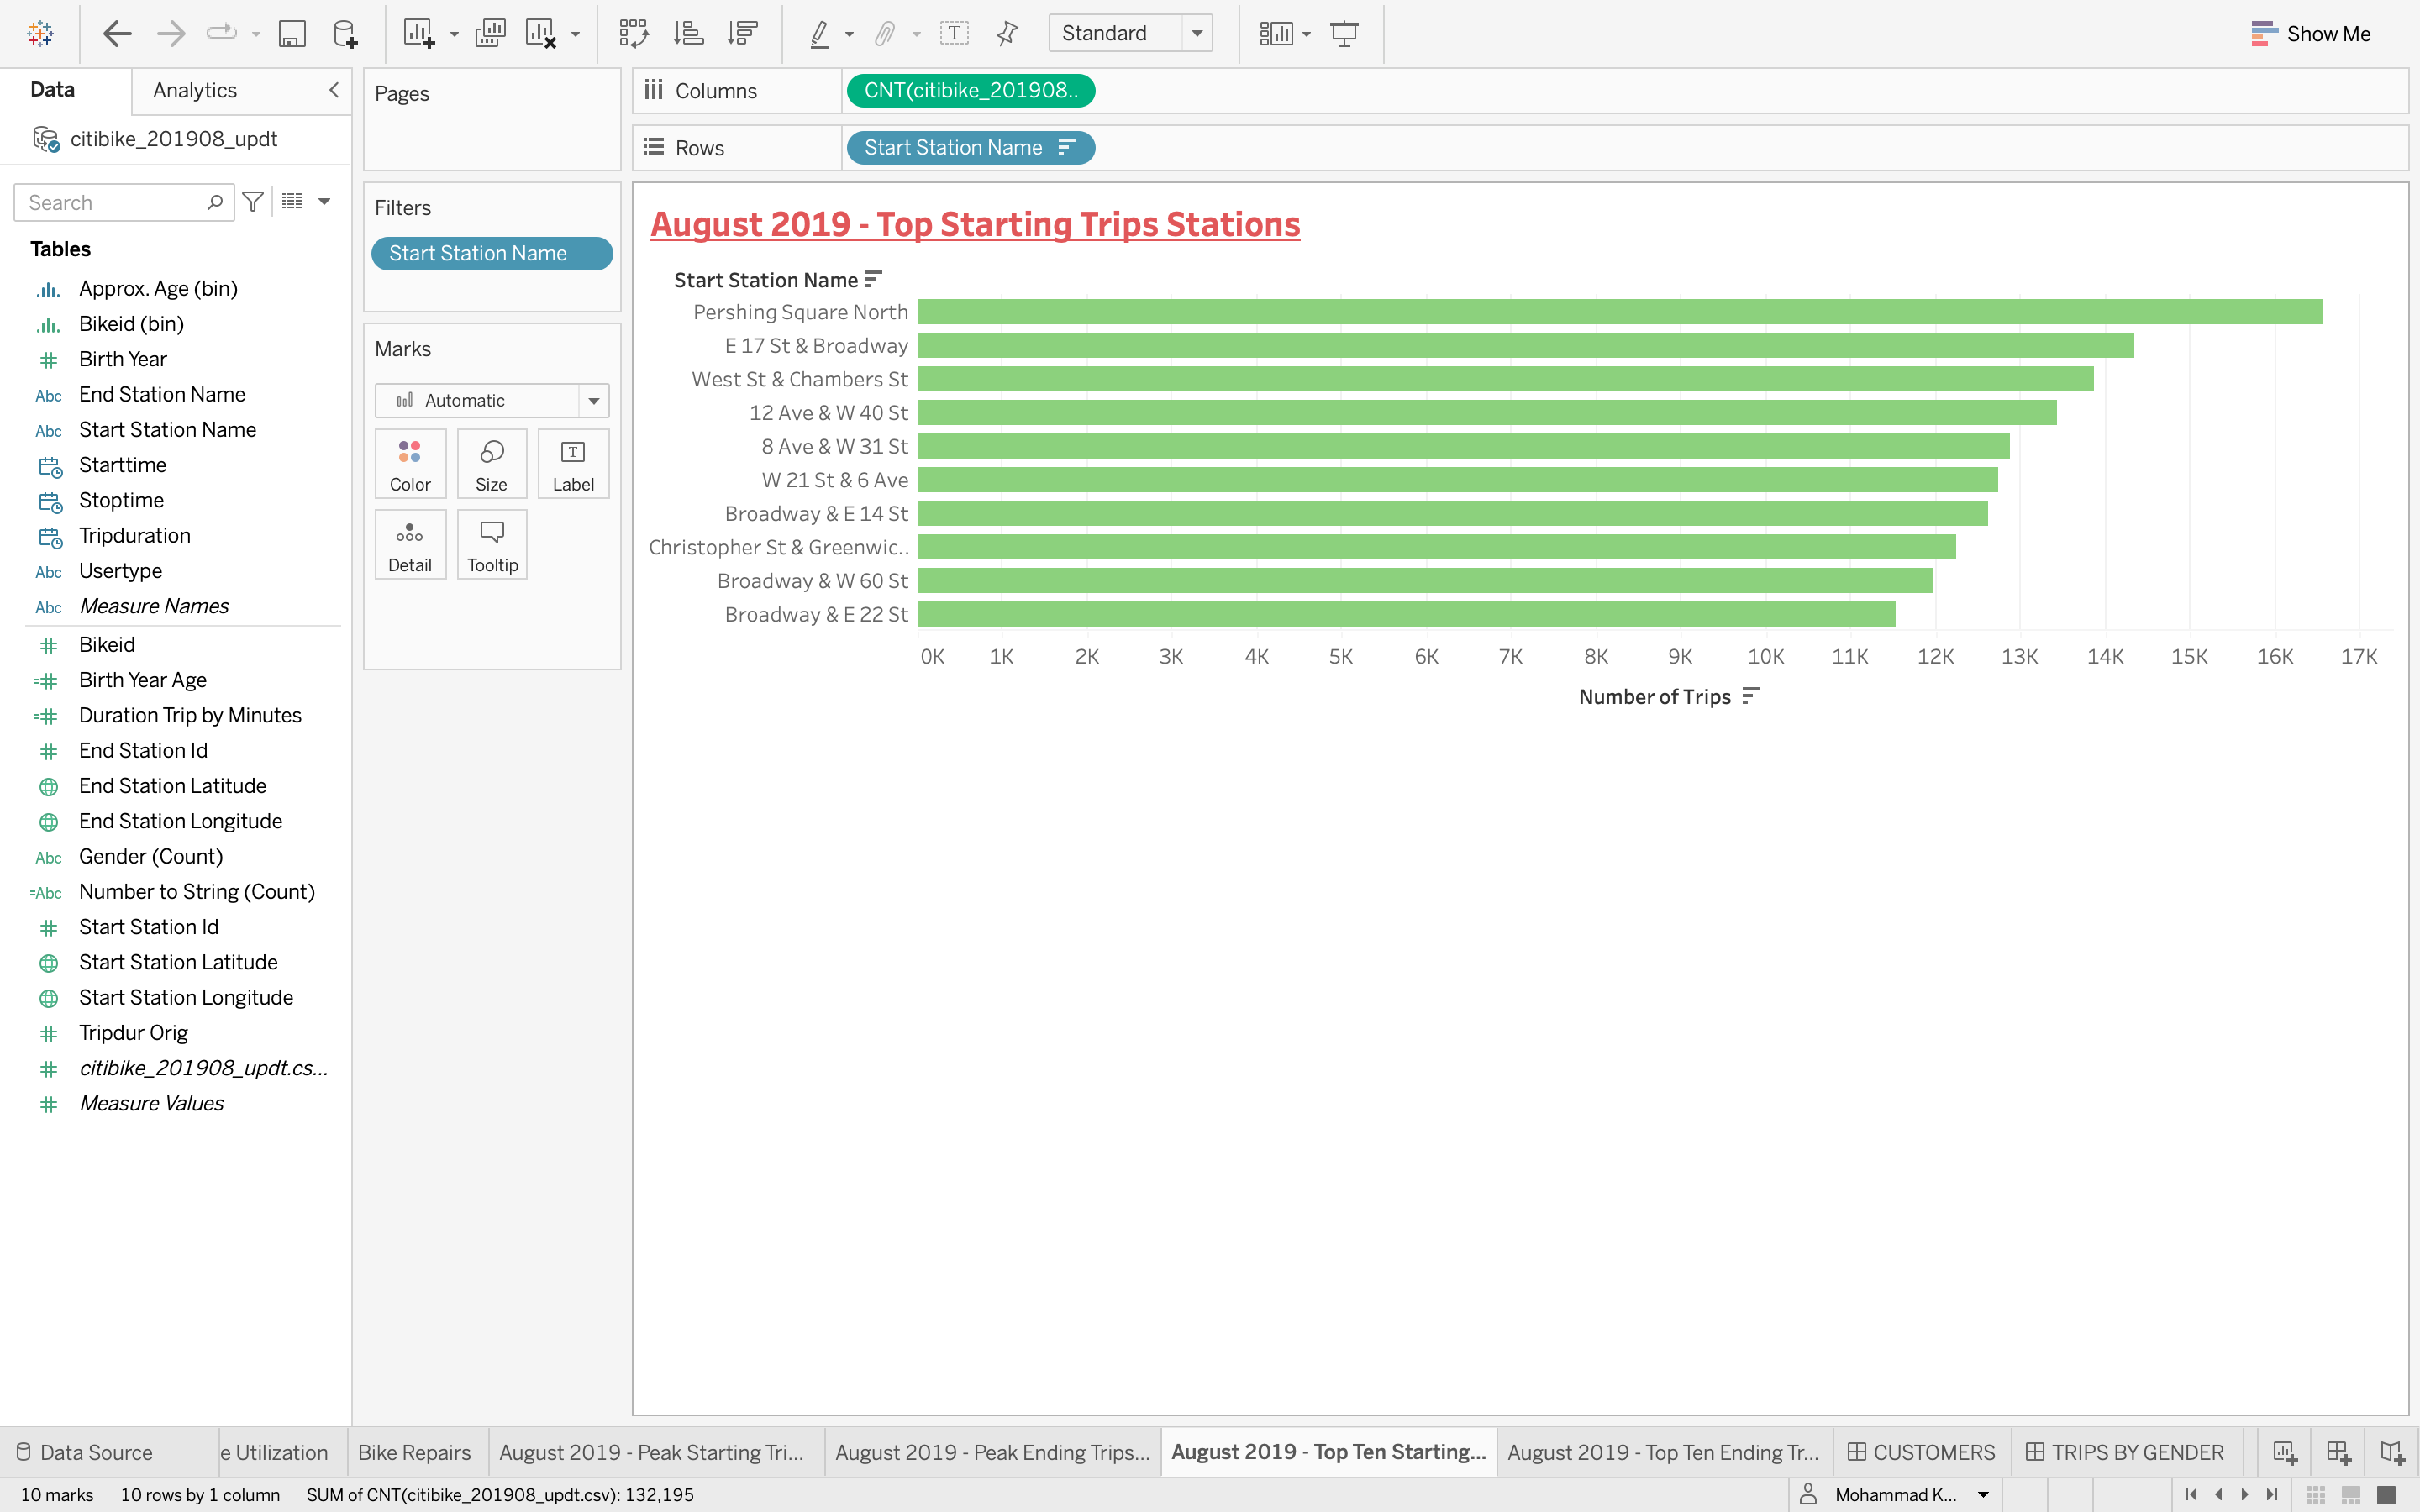 Standard
Show Me
Data
Analytics
citibike_201908_updt
Search
Tables
Approx. Age (bin)
Bikeid (bin)
# Birth Year
Abc End Station Name
Abc Start Station Name
Starttime
Stoptime
Tripduration
Abc Usertype
Abc Measure Names
# Bikeid
=# Birth Year Age
=# Duration Trip by Minutes
# End Station Id
End Station Latitude
End Station Longitude
Abc Gender (Count)
=Abc Number to String (Count)
# Start Station Id
Start Station Latitude
Start Station Longitude
# Tripdur Orig
# citibike_201908_updt.cs...
# Measure Values
Pages
Filters
Start Station Name
Marks
Automatic
Color
Size
T
Label
Detail
Tooltip
Columns
CNT(citibike_201908..
Rows
Start Station Name
August 2019 - Top Starting Trips Stations
Start Station Name
Pershing Square North
E 17 St & Broadway
West St & Chambers St
12 Ave & W 40 St
8 Ave & W 31 St
W 21 St & 6 Ave
Broadway & E 14 St
Christopher St & Greenwic..
Broadway & W 60 St
Broadway & E 22 St
0K 1K 2K 3K 4K 5K 6K 7K 8K 9K 10K 11K 12K 13K 14K 15K 16K 17K
Number of Trips
Data Source
e Utilization
Bike Repairs
August 2019 - Peak Starting Tri...
August 2019 - Peak Ending Trips...
August 2019 - Top Ten Starting...
August 2019 - Top Ten Ending Tr...
CUSTOMERS
TRIPS BY GENDER
10 marks
10 rows by 1 column
SUM of CNT(citibike_201908_updt.csv): 132,195
Mohammad K...